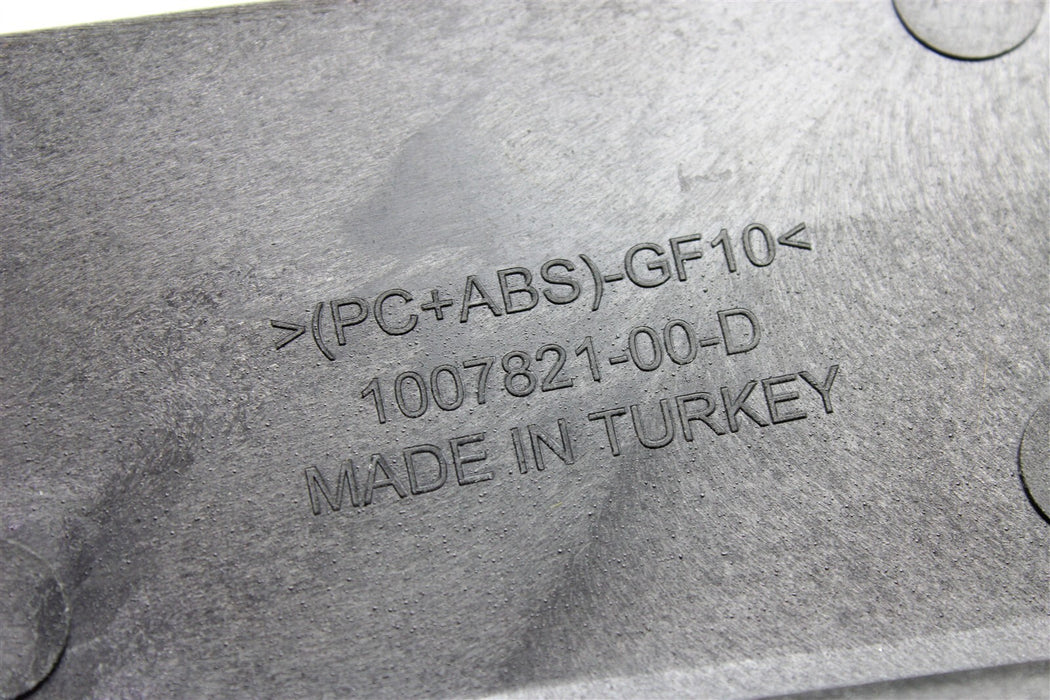 >(PC+ABS)-GF10<
1007821-00-D
MADE IN TURKEY